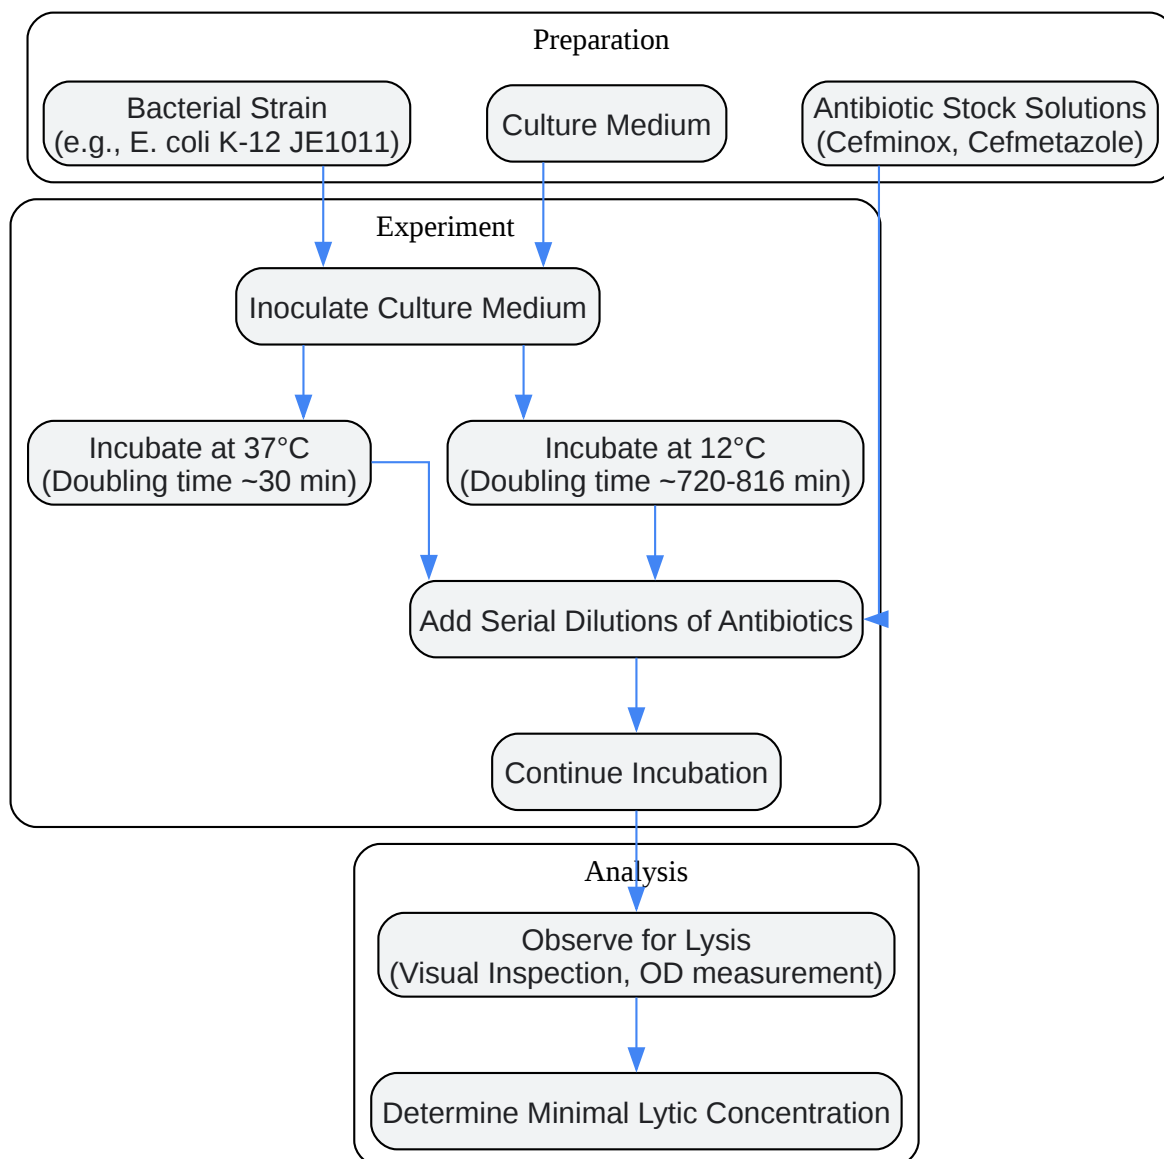 Preparation
Bacterial Strain
(e.g., E. coli K-12 JE1011)
Culture Medium
Antibiotic Stock Solutions
(Cefminox, Cefmetazole)
Experiment
Inoculate Culture Medium
Incubate at 37°C
(Doubling time ~30 min)
Incubate at 12°C
(Doubling time ~720-816 min)
Add Serial Dilutions of Antibiotics
Continue Incubation
Analysis
Observe for Lysis
(Visual Inspection, OD measurement)
Determine Minimal Lytic Concentration